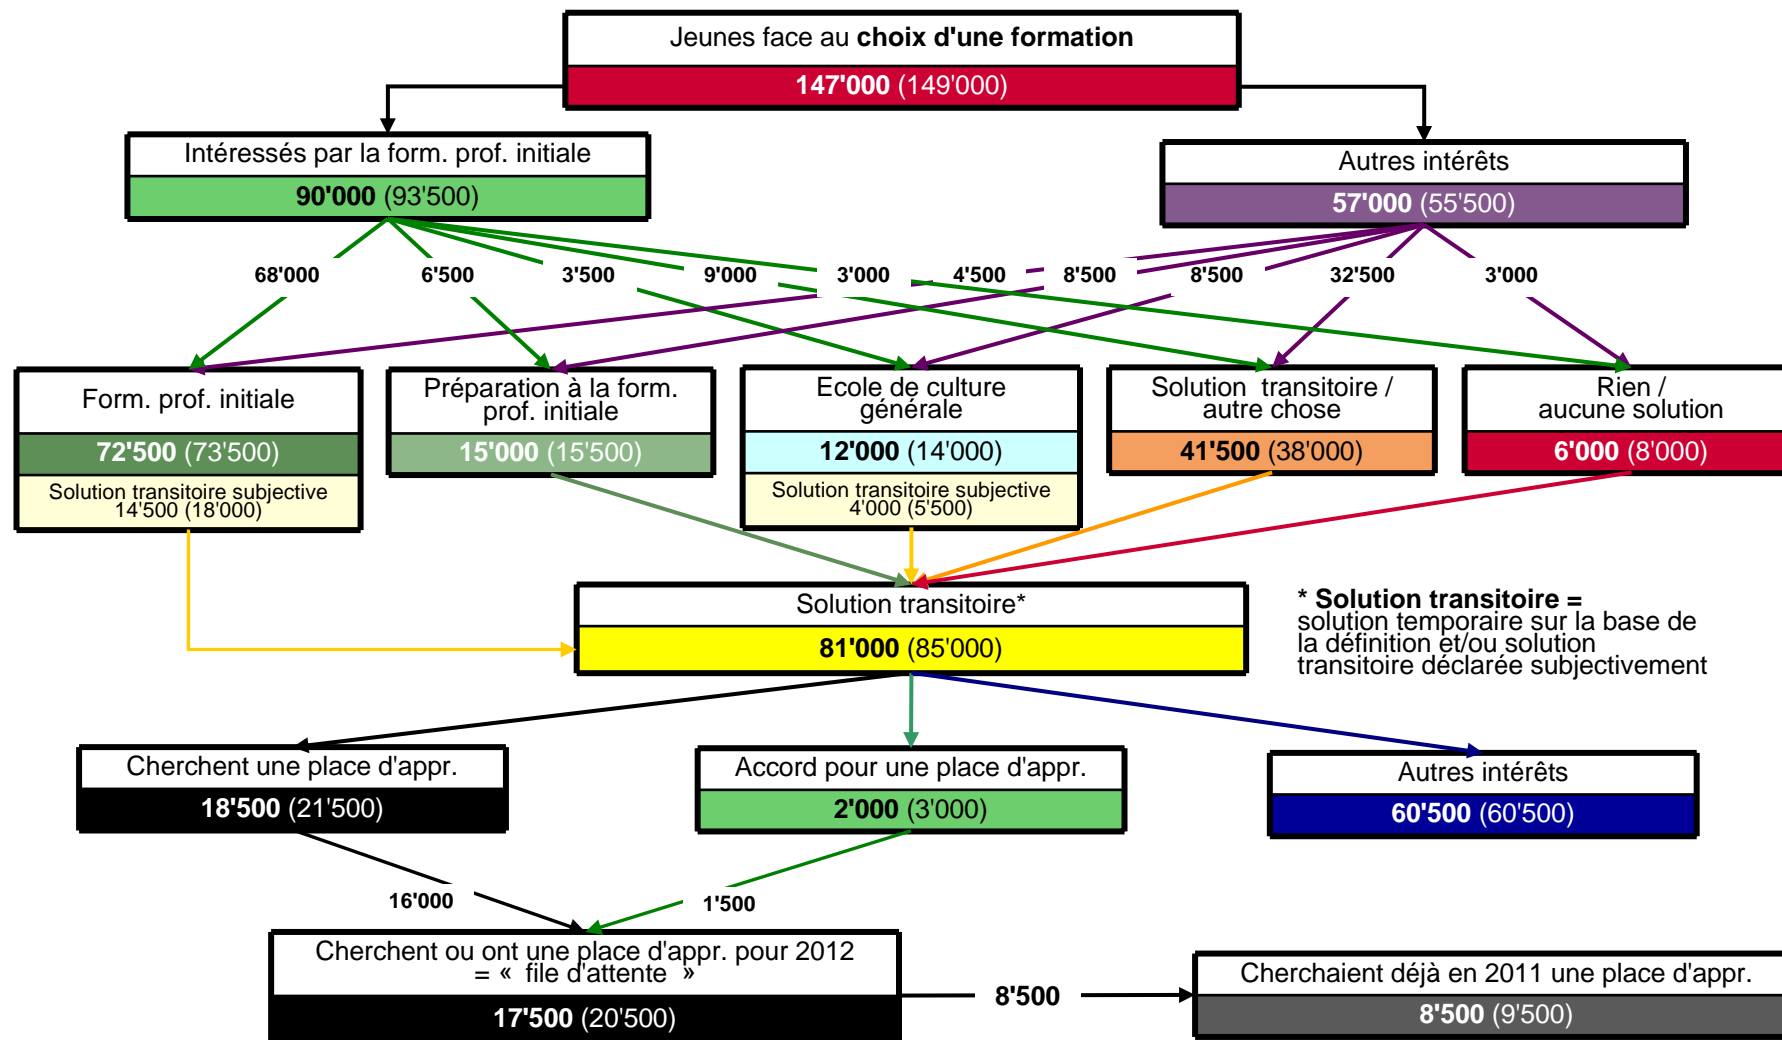 Jeunes face au choix d'une formation
147'000 (149'000)
Intéressés par la form. prof. initiale
90'000 (93'500)
Autres intérêts
57'000 (55'500)
68'000
6'500
3'500
9'000
3'000
4'500
8'500
8'500
32'500
3'000
Form. prof. initiale
72'500 (73'500)
Solution transitoire subjective
14'500 (18'000)
Préparation à la form.
prof. initiale
15'000 (15'500)
Ecole de culture
générale
12'000 (14'000)
Solution transitoire subjective
4'000 (5'500)
Solution transitoire /
autre chose
41'500 (38'000)
Rien /
aucune solution
6'000 (8'000)
Solution transitoire*
81'000 (85'000)
* Solution transitoire =
solution temporaire sur la base de
la définition et/ou solution
transitoire déclarée subjectivement
Cherchent une place d'appr.
18'500 (21'500)
Accord pour une place d'appr.
2'000 (3'000)
Autres intérêts
60'500 (60'500)
16'000
1'500
Cherchent ou ont une place d'appr. pour 2012
= « file d'attente »
17'500 (20'500)
8'500
Cherchaient déjà en 2011 une place d'appr.
8'500 (9'500)